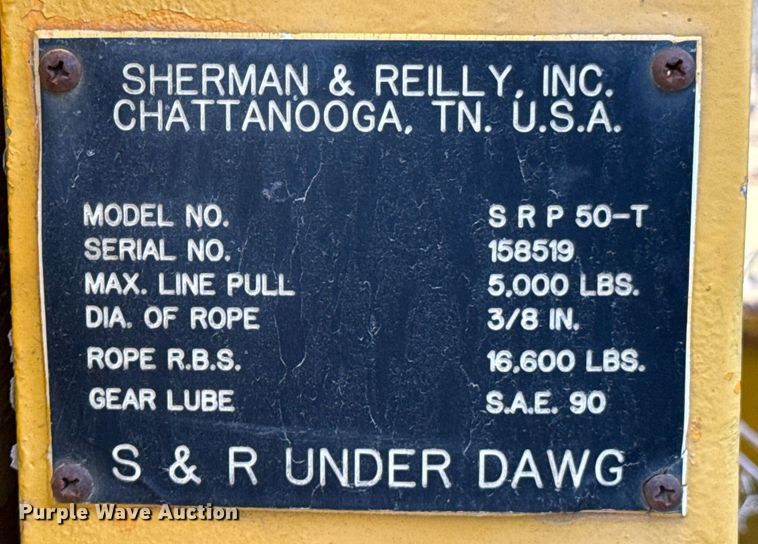 SHERMAN & REILLY, INC.
CHATTANOOGA, TN. U.S.A.
MODEL NO. S R P 50-T
SERIAL NO. 158519
MAX. LINE PULL 5,000 LBS.
DIA. OF ROPE 3/8 IN.
ROPE R.B.S. 16,600 LBS.
GEAR LUBE S.A.E. 90
S & R UNDER DAWG
Purple Wave Auction